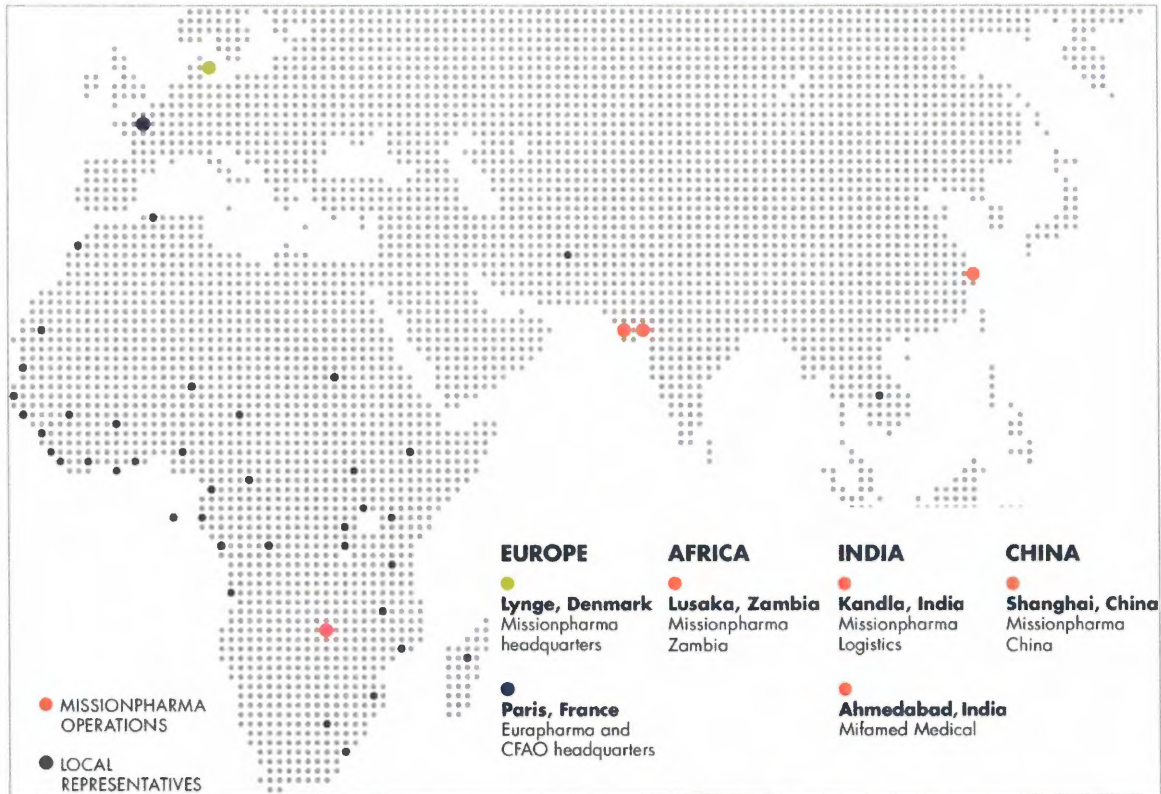 EUROPE
Lynge, Denmark
Missionpharma
headquarters
Paris, France
Eurapharma and
CFAO headquarters
AFRICA
Lusaka, Zambia
Missionpharma
Zambia
INDIA
Kandla, India
Missionpharma
Logistics
Ahmedabad, India
Mifamed Medical
CHINA
Shanghai, China
Missionpharma
China
MISSIONPHARMA
OPERATIONS
LOCAL
REPRESENTATIVES